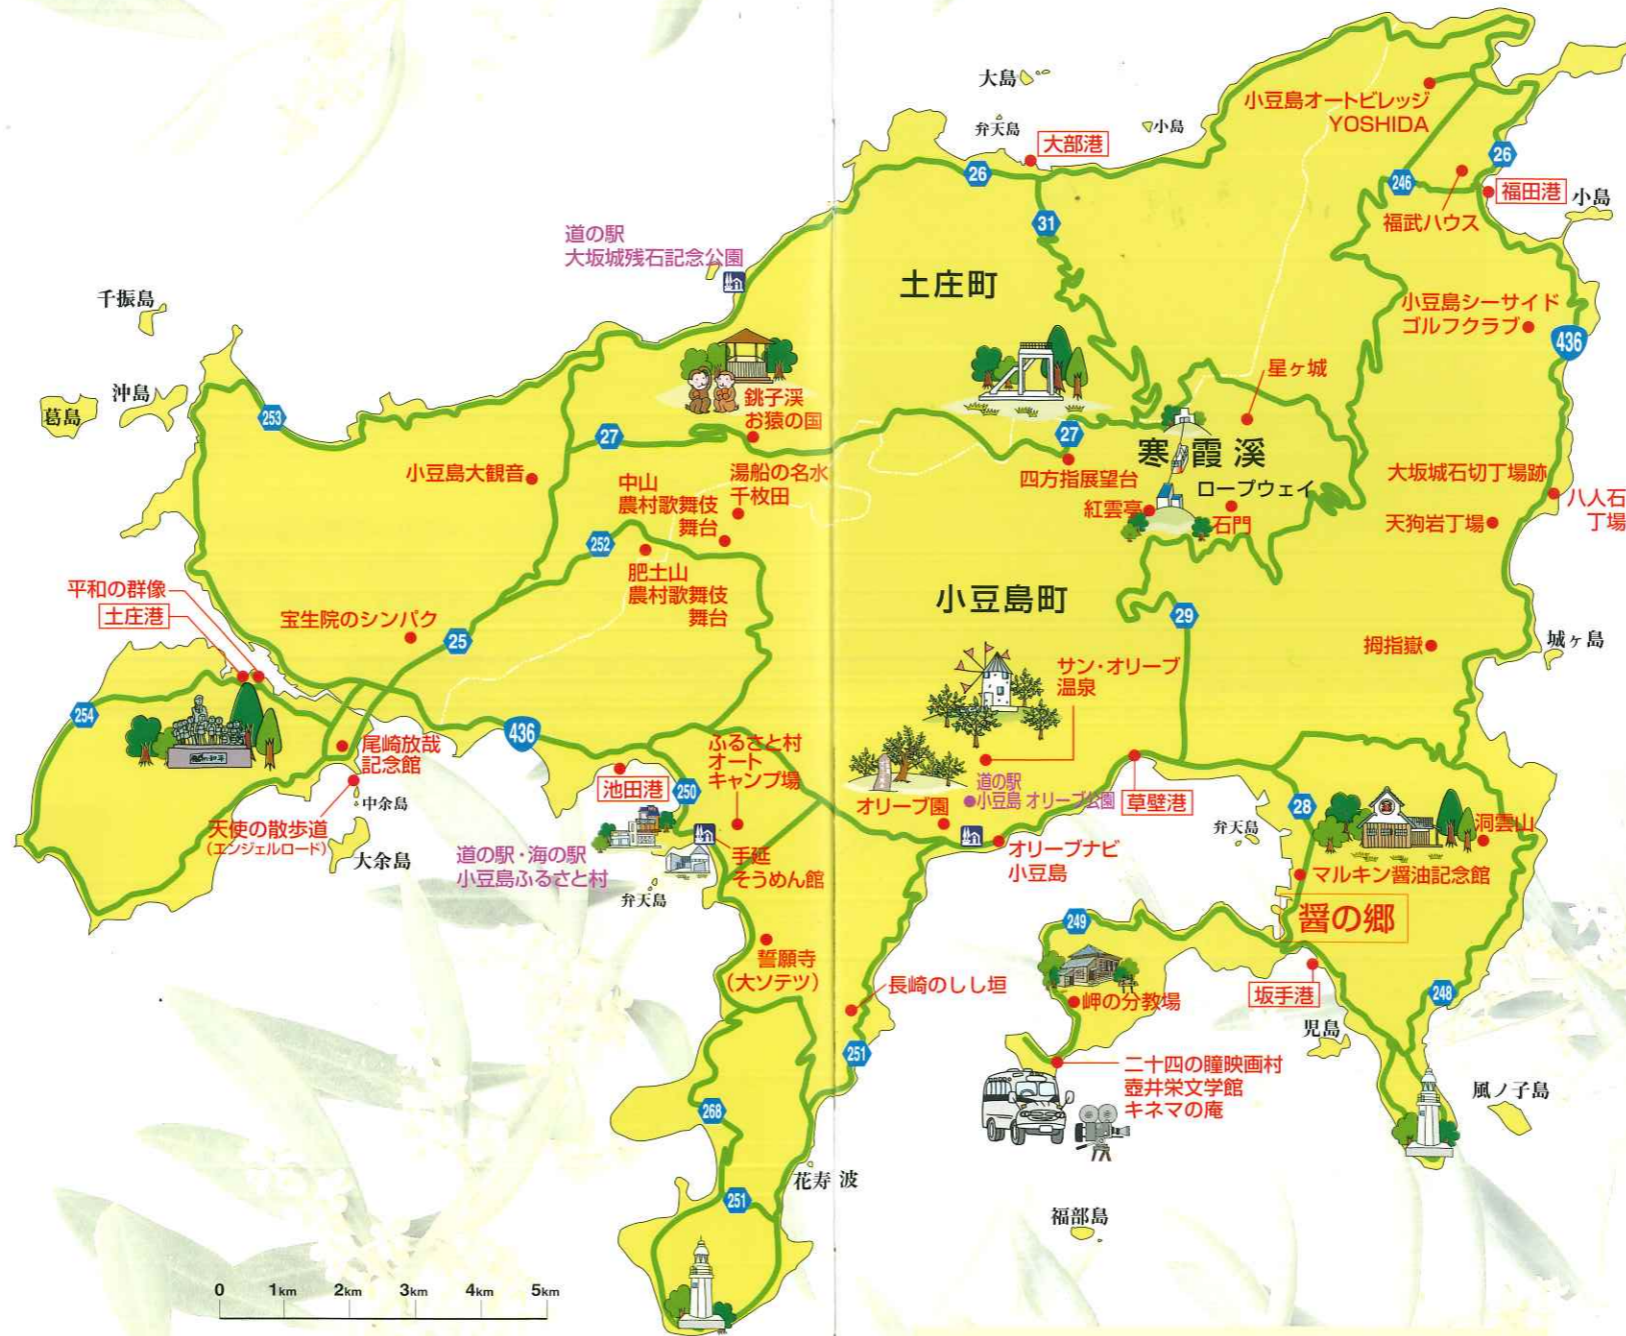 大島
弁天島
小島
大部港
小豆島オートビレッジ
YOSHIDA
26
26
246
31
福田港
小島
福武ハウス
道の駅
大坂城残石記念公園
土庄町
千振島
小豆島シーサイド
ゴルフクラブ
436
沖島
葛島
253
星ヶ城
銚子渓
お猿の国
27
27
寒霞溪
四方指展望台
ロープウェイ
紅雲亭
石門
小豆島大観音
湯船の名水
千枚田
中山
農村歌舞伎
舞台
大坂城石切丁場跡
八人石
丁場
天狗岩丁場
252
肥土山
農村歌舞伎
舞台
小豆島町
29
平和の群像
土庄港
宝生院のシンパク
25
拇指嶽
城ヶ島
サン・オリーブ
温泉
254
平和の群像
436
尾崎放哉
記念館
ふるさと村
オート
キャンプ場
池田港
250
中余島
天使の散歩道
(エンジェルロード)
大余島
道の駅・海の駅
小豆島ふるさと村
手延
そうめん館
弁天島
オリーブ園
道の駅
小豆島 オリーブ公園
草壁港
オリーブナビ
小豆島
28
弁天島
洞雲山
マルキン醤油記念館
醤の郷
249
誓願寺
(大ソテツ)
長崎のしし垣
岬の分教場
坂手港
248
児島
251
二十四の瞳映画村
壺井栄文学館
キネマの庵
風ノ子島
268
花寿波
251
福部島
0 1km 2km 3km 4km 5km